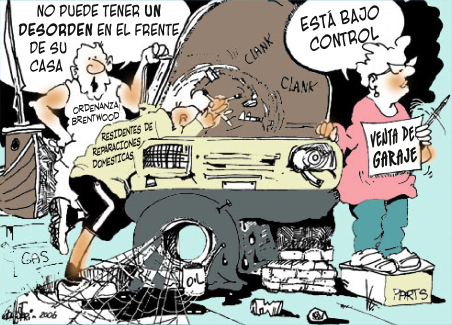 NO PUEDE TENER UN
DESORDEN EN EL FRENTE
DE SU
CASA
ESTÁ BAJO
CONTROL
CLANK
CLANK
ORDENANZA
BRENTWOOD
RESIDENTES DE
REPARACIONES
DOMESTICAS
VENTA DE
GARAJE
GAS
OIL
PARTS
2006